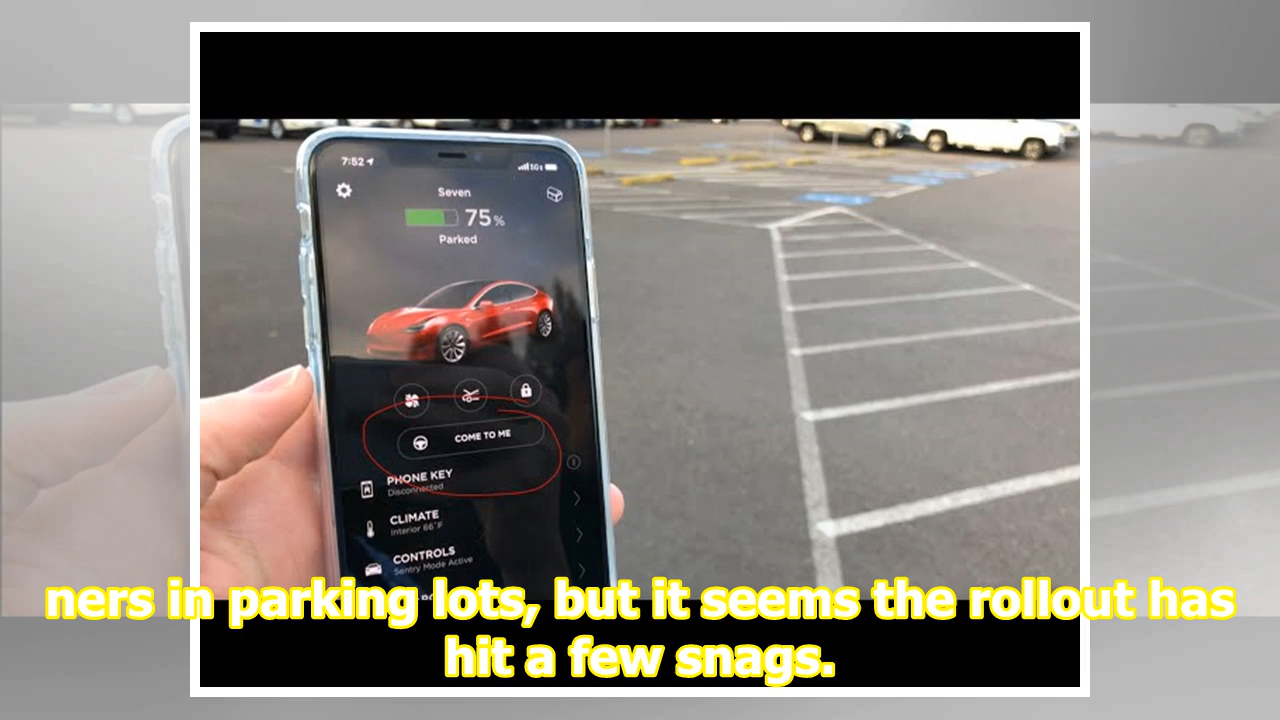 7:52
5G
Seven
75%
Parked
COME TO ME
PHONE KEY
Disconnected
CLIMATE
Interior 66°F
CONTROLS
Sentry Mode Active
ners in parking lots, but it seems the rollout has
hit a few snags.